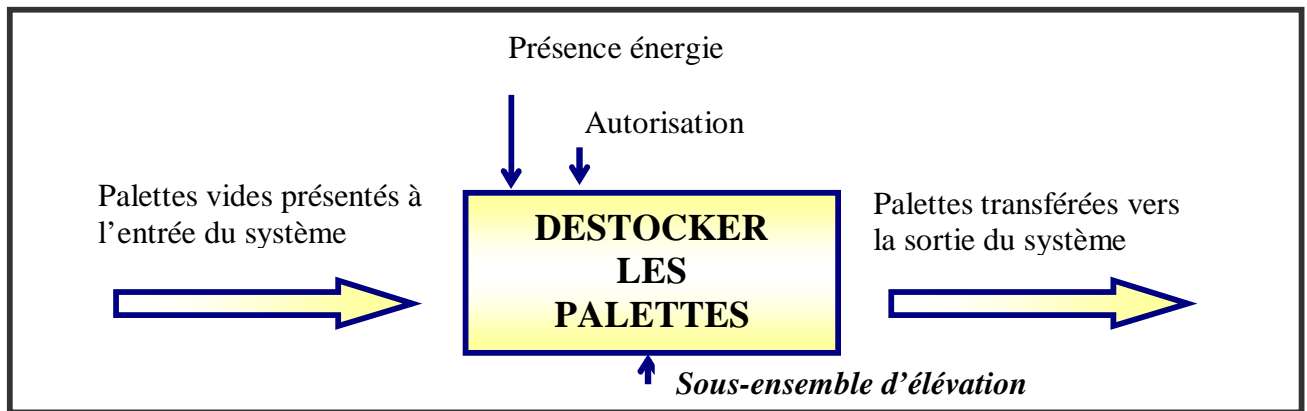 Présence énergie
Autorisation
Palettes vides présentés à
l'entrée du système
DESTOCKER
LES
PALETTES
Palettes transférées vers
la sortie du système
Sous-ensemble d'élévation